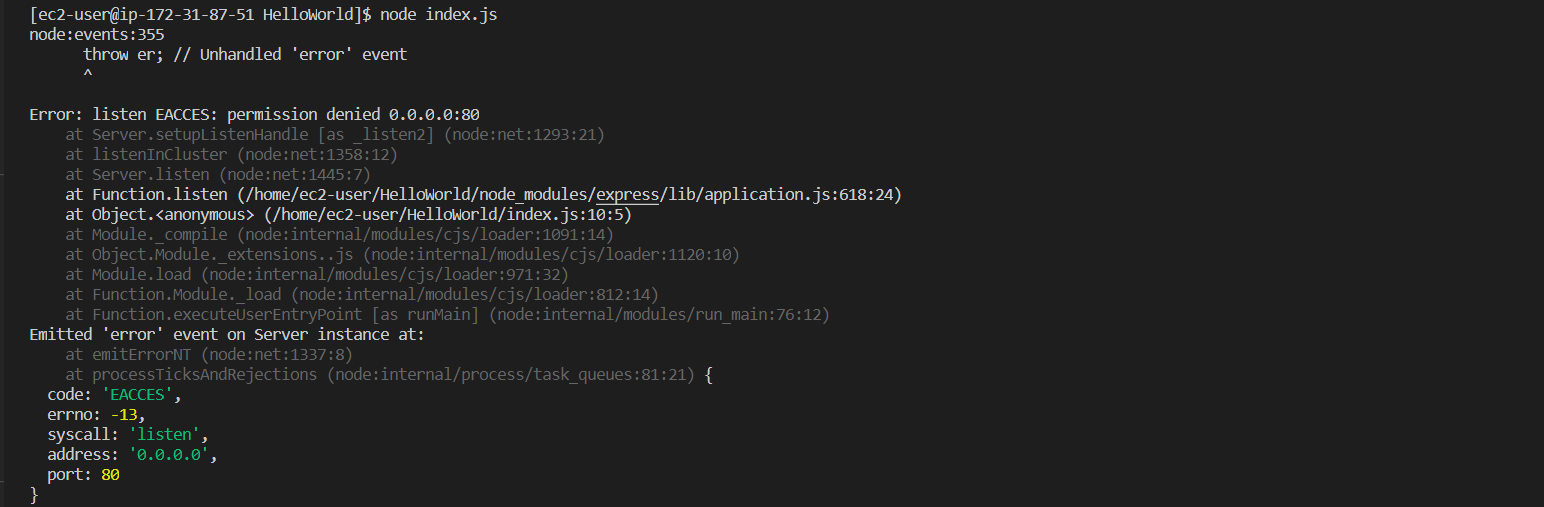 [ec2-user@ip-172-31-87-51 HelloWorld]$ node index.js
node:events:355
      throw er; // Unhandled 'error' event
      ^

Error: listen EACCES: permission denied 0.0.0.0:80
    at Server.setupListenHandle [as _listen2] (node:net:1293:21)
    at listenInCluster (node:net:1358:12)
    at Server.listen (node:net:1445:7)
    at Function.listen (/home/ec2-user/HelloWorld/node_modules/express/lib/application.js:618:24)
    at Object.<anonymous> (/home/ec2-user/HelloWorld/index.js:10:5)
    at Module._compile (node:internal/modules/cjs/loader:1091:14)
    at Object.Module._extensions..js (node:internal/modules/cjs/loader:1120:10)
    at Module.load (node:internal/modules/cjs/loader:971:32)
    at Function.Module._load (node:internal/modules/cjs/loader:812:14)
    at Function.executeUserEntryPoint [as runMain] (node:internal/modules/run_main:76:12)
Emitted 'error' event on Server instance at:
    at emitErrorNT (node:net:1337:8)
    at processTicksAndRejections (node:internal/process/task_queues:81:21) {
  code: 'EACCES',
  errno: -13,
  syscall: 'listen',
  address: '0.0.0.0',
  port: 80
}